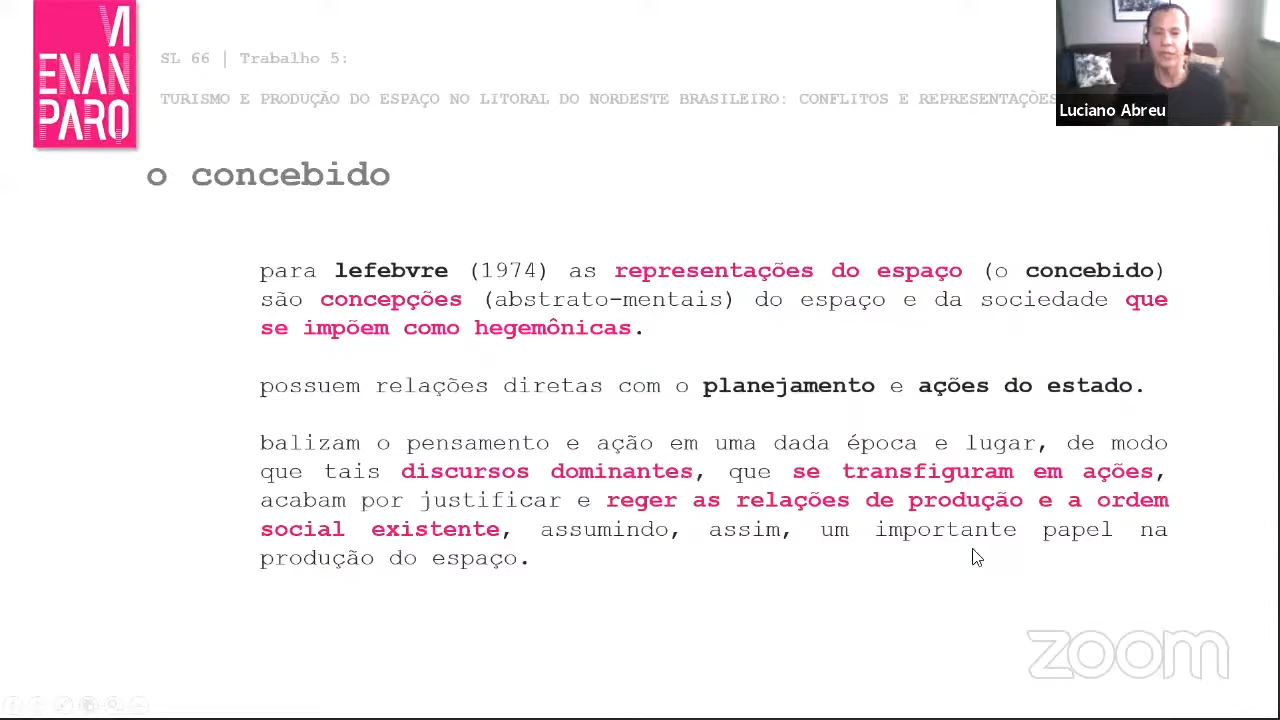 VI
ENAN
PARQ
SL 66 | Trabalho 5:
TURISMO E PRODUÇÃO DO ESPAÇO NO LITORAL DO NORDESTE BRASILEIRO: CONFLITOS E REPRESENTAÇÕES
Luciano Abreu
o concebido
para lefebvre (1974) as representações do espaço (o concebido)
são concepções (abstrato-mentais) do espaço e da sociedade que
se impõem como hegemônicas.
possuem relações diretas com o planejamento e ações do estado.
balizam o pensamento e ação em uma dada época e lugar, de modo
que tais discursos dominantes, que se transfiguram em ações,
acabam por justificar e reger as relações de produção e a ordem
social existente, assumindo, assim, um importante papel na
produção do espaço.
zoom